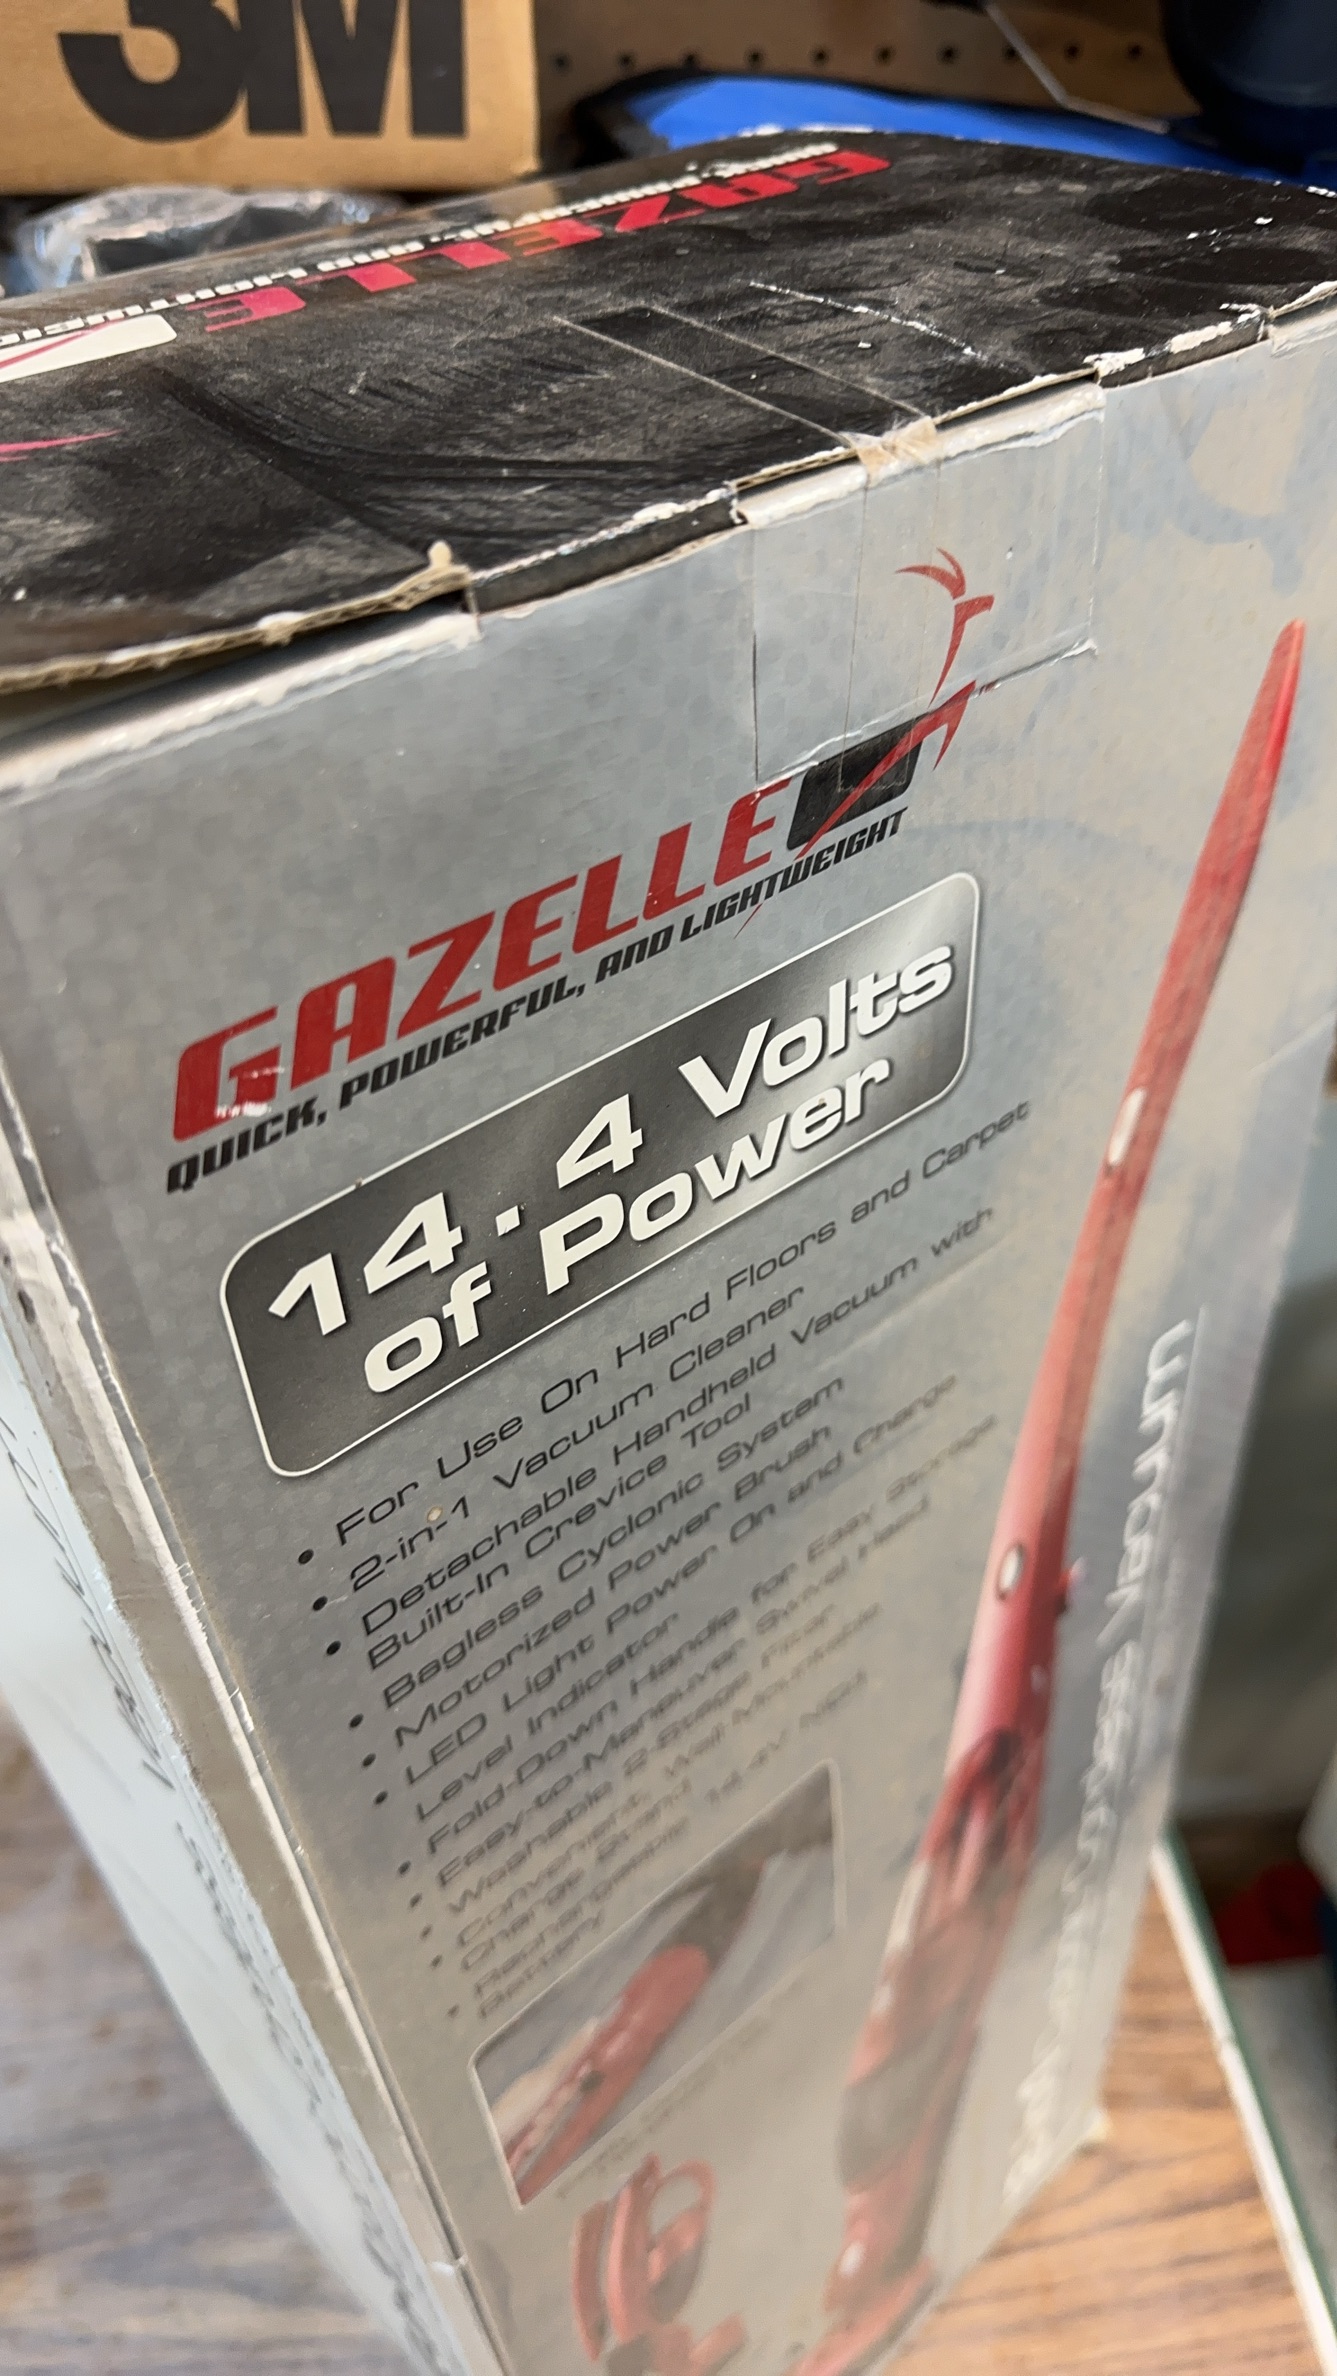 3M
GAZELLE
GAZELLE
QUICK, POWERFUL, AND LIGHTWEIGHT
14.4 Volts
of Power
• For Use On Hard Floors and Carpet
• 2-in-1 Vacuum Cleaner
• Detachable Handheld Vacuum with
Built-In Crevice Tool
• Bagless Cyclonic System
• Motorized Power Brush
• LED Light Power On and Charge
Level Indicator
• Fold-Down Handle for Easy Storage
• Easy-to-Maneuver Swivel Head
• Washable 2-Stage Filter
• Convenient, Wall-Mountable
Charge Stand
• Rechargeable 14.4V
Battery